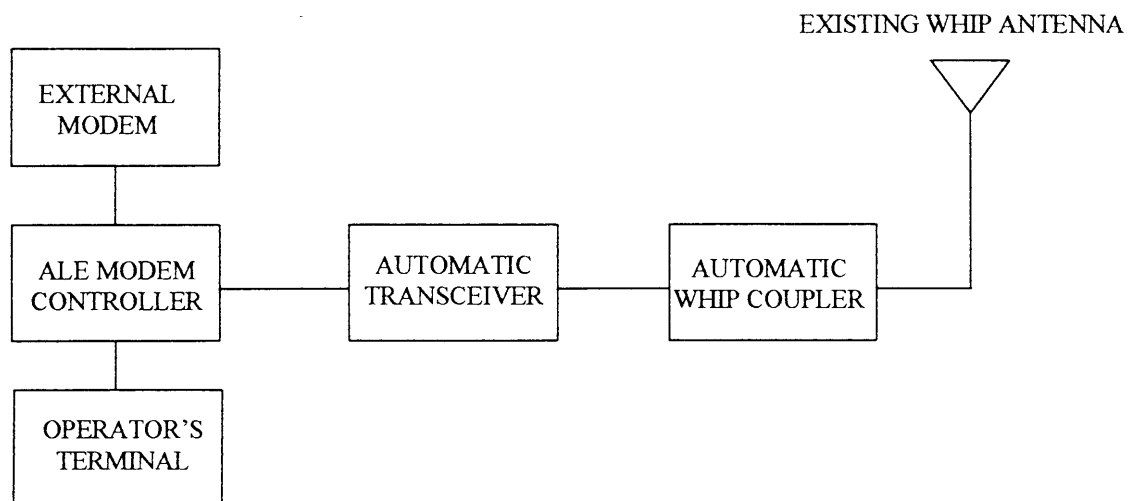 EXISTING WHIP ANTENNA
EXTERNAL
MODEM
ALE MODEM
CONTROLLER
AUTOMATIC
TRANSCEIVER
AUTOMATIC
WHIP COUPLER
OPERATOR'S
TERMINAL